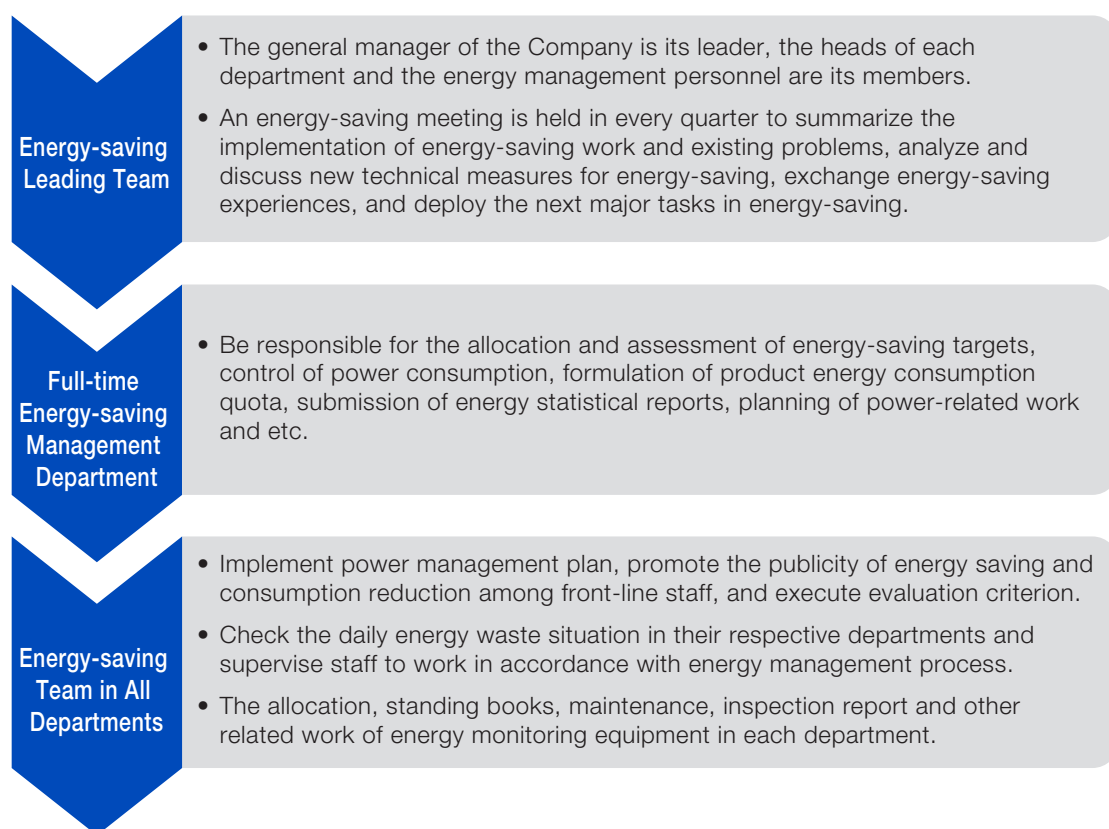 Energy-saving
Leading Team
• The general manager of the Company is its leader, the heads of each
department and the energy management personnel are its members.
• An energy-saving meeting is held in every quarter to summarize the
implementation of energy-saving work and existing problems, analyze and
discuss new technical measures for energy-saving, exchange energy-saving
experiences, and deploy the next major tasks in energy-saving.
Full-time
Energy-saving
Management
Department
• Be responsible for the allocation and assessment of energy-saving targets,
control of power consumption, formulation of product energy consumption
quota, submission of energy statistical reports, planning of power-related work
and etc.
Energy-saving
Team in All
Departments
• Implement power management plan, promote the publicity of energy saving and
consumption reduction among front-line staff, and execute evaluation criterion.
• Check the daily energy waste situation in their respective departments and
supervise staff to work in accordance with energy management process.
• The allocation, standing books, maintenance, inspection report and other
related work of energy monitoring equipment in each department.